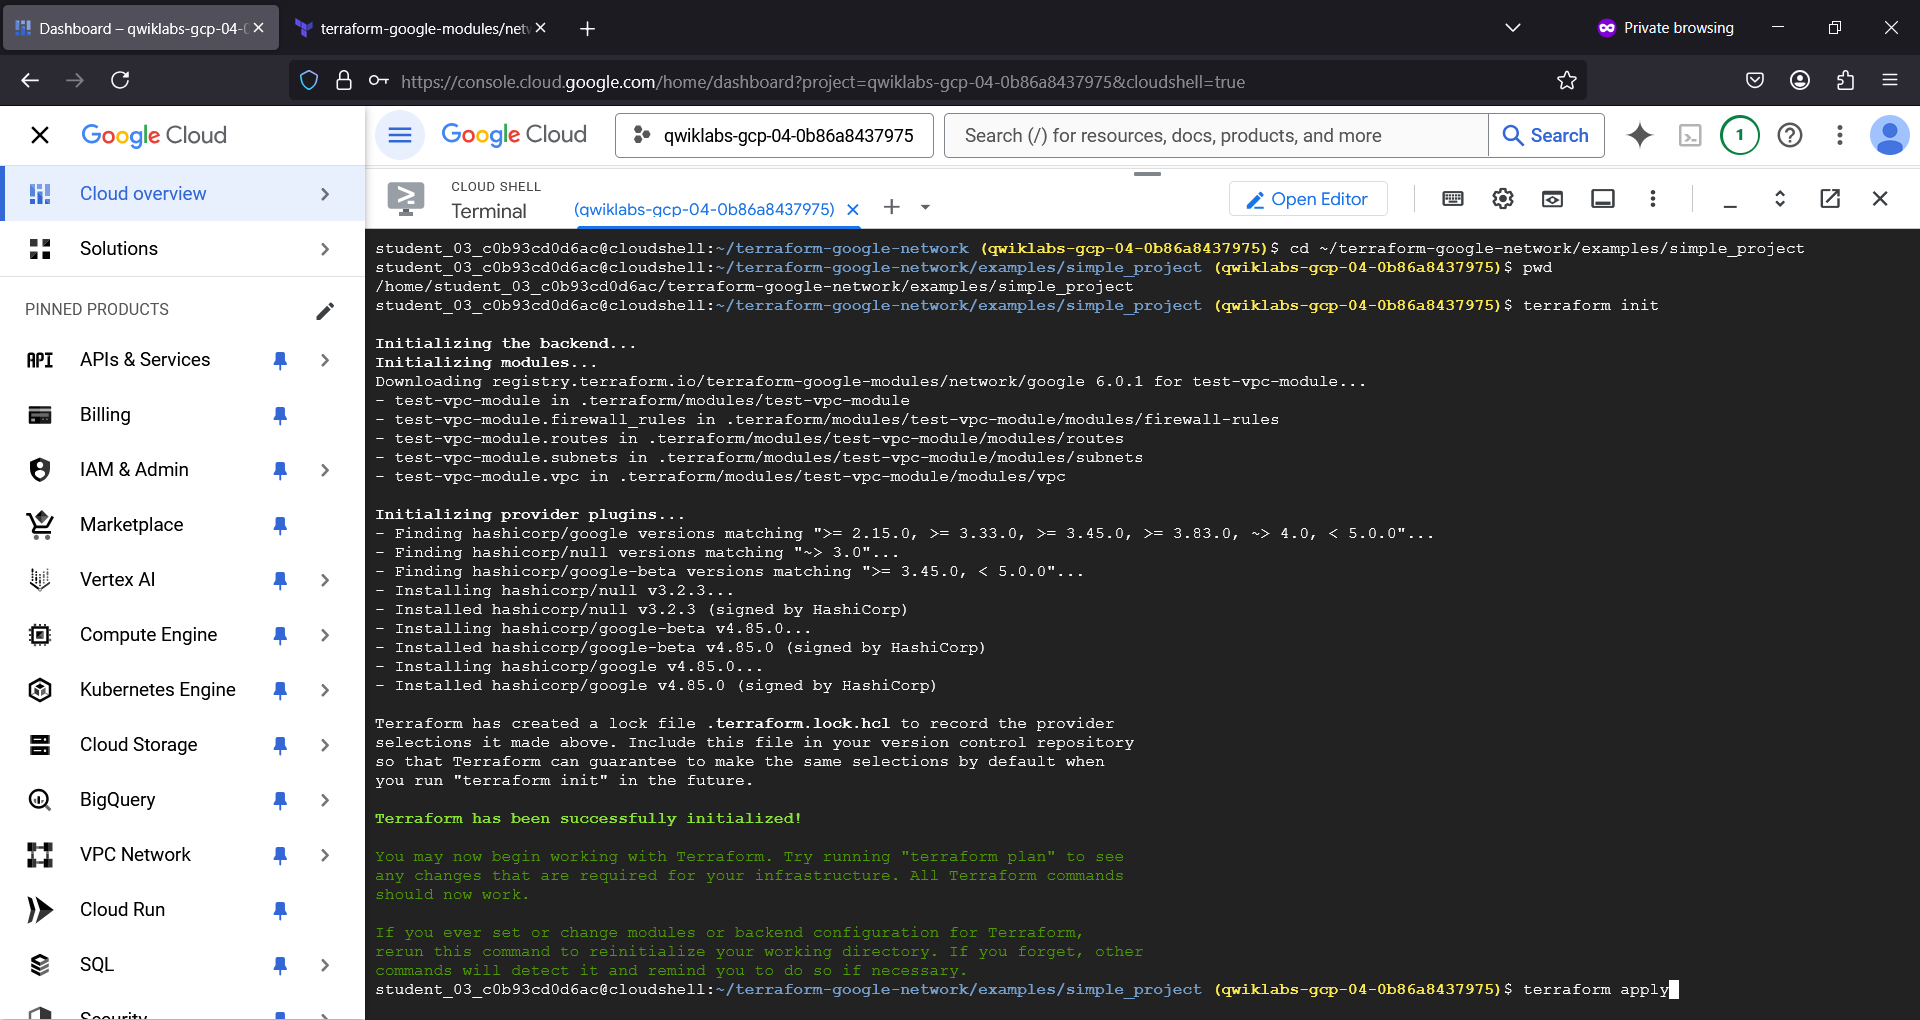 Dashboard – qwiklabs-gcp-04-0
terraform-google-modules/netw
Private browsing
https://console.cloud.google.com/home/dashboard?project=qwiklabs-gcp-04-0b86a8437975&cloudshell=true
Google Cloud
Google Cloud
qwiklabs-gcp-04-0b86a8437975
Search (/) for resources, docs, products, and more
Search
1
Cloud overview
Solutions
PINNED PRODUCTS
API APIs & Services
Billing
IAM & Admin
Marketplace
Vertex AI
Compute Engine
Kubernetes Engine
Cloud Storage
BigQuery
VPC Network
Cloud Run
SQL
Security
CLOUD SHELL
Terminal
(qwiklabs-gcp-04-0b86a8437975)
Open Editor
student_03_c0b93cd0d6ac@cloudshell:~/terraform-google-network (qwiklabs-gcp-04-0b86a8437975)$ cd ~/terraform-google-network/examples/simple_project
student_03_c0b93cd0d6ac@cloudshell:~/terraform-google-network/examples/simple_project (qwiklabs-gcp-04-0b86a8437975)$ pwd
/home/student_03_c0b93cd0d6ac/terraform-google-network/examples/simple_project
student_03_c0b93cd0d6ac@cloudshell:~/terraform-google-network/examples/simple_project (qwiklabs-gcp-04-0b86a8437975)$ terraform init
Initializing the backend...
Initializing modules...
Downloading registry.terraform.io/terraform-google-modules/network/google 6.0.1 for test-vpc-module...
- test-vpc-module in .terraform/modules/test-vpc-module
- test-vpc-module.firewall_rules in .terraform/modules/test-vpc-module/modules/firewall-rules
- test-vpc-module.routes in .terraform/modules/test-vpc-module/modules/routes
- test-vpc-module.subnets in .terraform/modules/test-vpc-module/modules/subnets
- test-vpc-module.vpc in .terraform/modules/test-vpc-module/modules/vpc
Initializing provider plugins...
- Finding hashicorp/google versions matching ">= 2.15.0, >= 3.33.0, >= 3.45.0, >= 3.83.0, ~> 4.0, < 5.0.0"...
- Finding hashicorp/null versions matching "~> 3.0"...
- Finding hashicorp/google-beta versions matching ">= 3.45.0, < 5.0.0"...
- Installing hashicorp/null v3.2.3...
- Installed hashicorp/null v3.2.3 (signed by HashiCorp)
- Installing hashicorp/google-beta v4.85.0...
- Installed hashicorp/google-beta v4.85.0 (signed by HashiCorp)
- Installing hashicorp/google v4.85.0...
- Installed hashicorp/google v4.85.0 (signed by HashiCorp)
Terraform has created a lock file .terraform.lock.hcl to record the provider
selections it made above. Include this file in your version control repository
so that Terraform can guarantee to make the same selections by default when
you run "terraform init" in the future.
Terraform has been successfully initialized!
You may now begin working with Terraform. Try running "terraform plan" to see
any changes that are required for your infrastructure. All Terraform commands
should now work.
If you ever set or change modules or backend configuration for Terraform,
rerun this command to reinitialize your working directory. If you forget, other
commands will detect it and remind you to do so if necessary.
student_03_c0b93cd0d6ac@cloudshell:~/terraform-google-network/examples/simple_project (qwiklabs-gcp-04-0b86a8437975)$ terraform apply